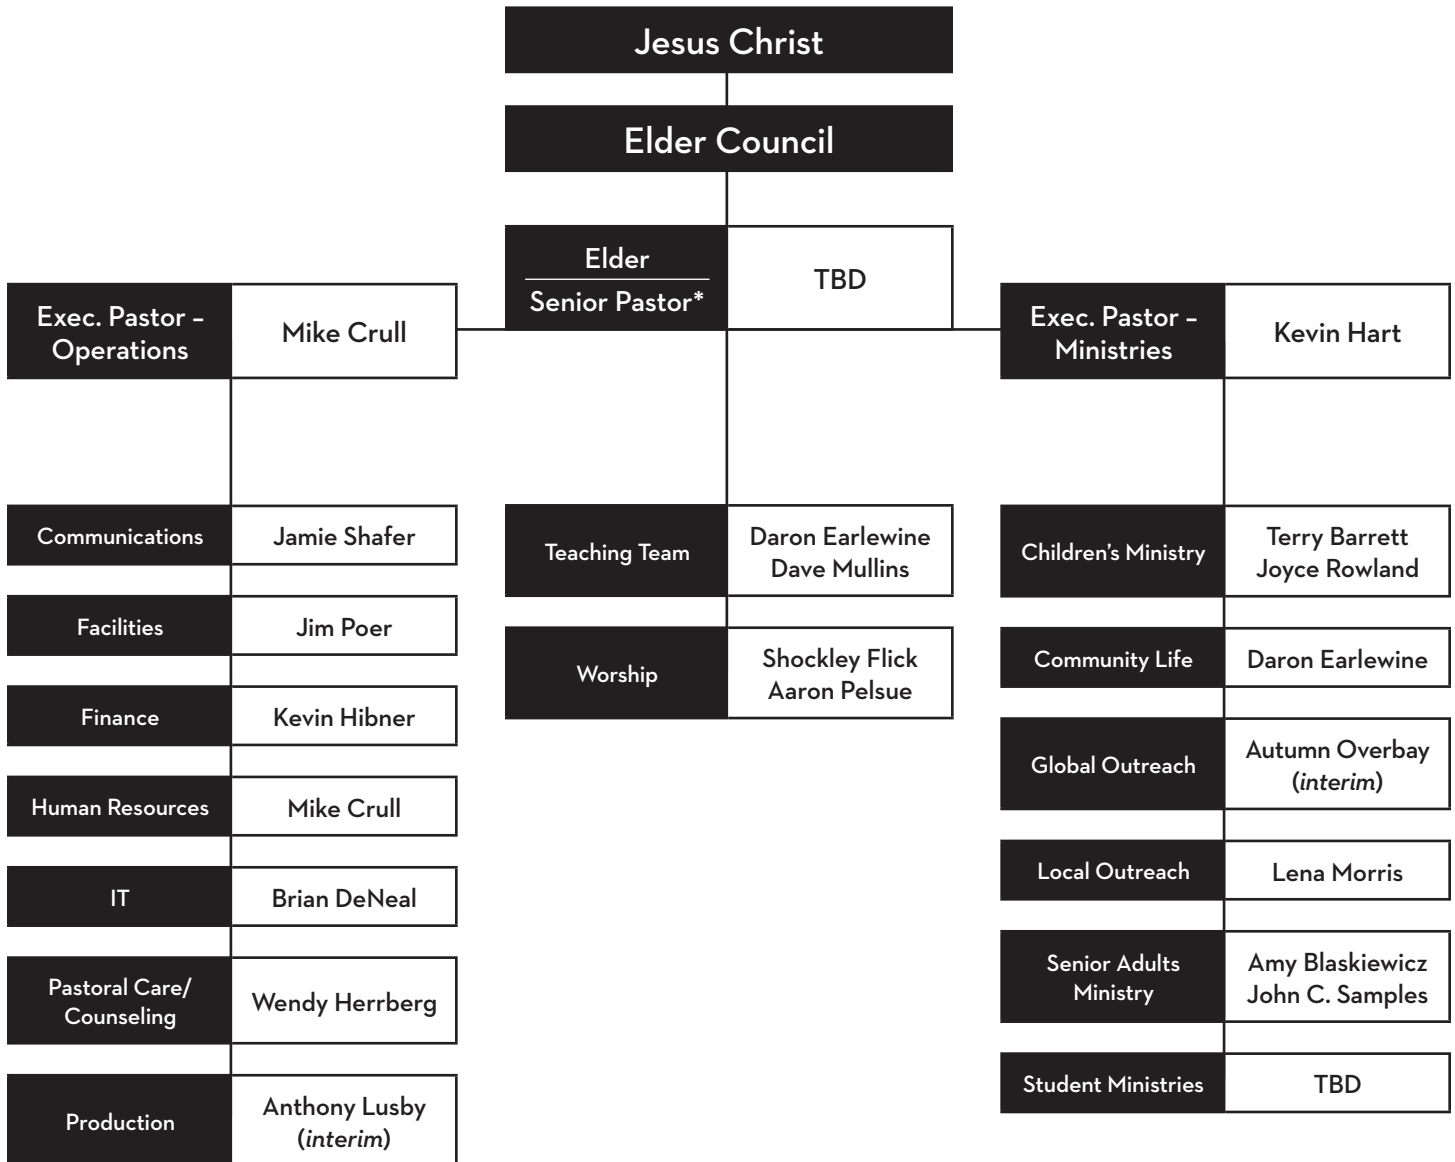 Jesus Christ
Elder Council
Elder
Senior Pastor*
TBD
Exec. Pastor –
Operations
Mike Crull
Exec. Pastor –
Ministries
Kevin Hart
Communications
Jamie Shafer
Facilities
Jim Poer
Finance
Kevin Hibner
Human Resources
Mike Crull
IT
Brian DeNeal
Pastoral Care/
Counseling
Wendy Herrberg
Production
Anthony Lusby
(interim)
Teaching Team
Daron Earlewine
Dave Mullins
Worship
Shockley Flick
Aaron Pelsue
Children's Ministry
Terry Barrett
Joyce Rowland
Community Life
Daron Earlewine
Global Outreach
Autumn Overbay
(interim)
Local Outreach
Lena Morris
Senior Adults
Ministry
Amy Blaskiewicz
John C. Samples
Student Ministries
TBD